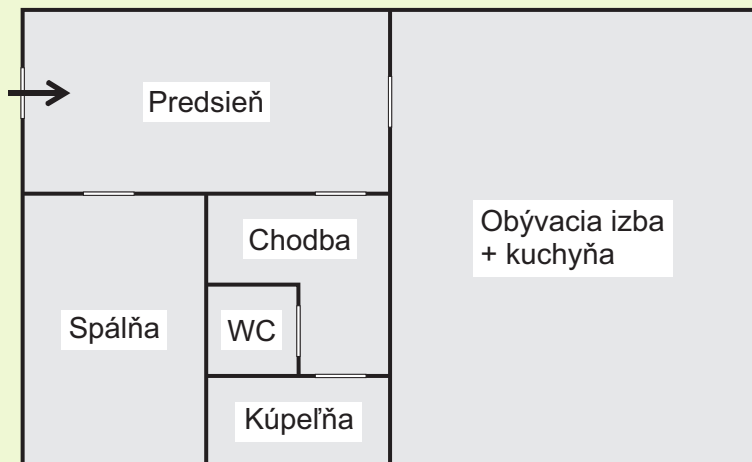 Predsieň
Chodba
Obývacia izba
+ kuchyňa
Spálňa
WC
Kúpeľňa